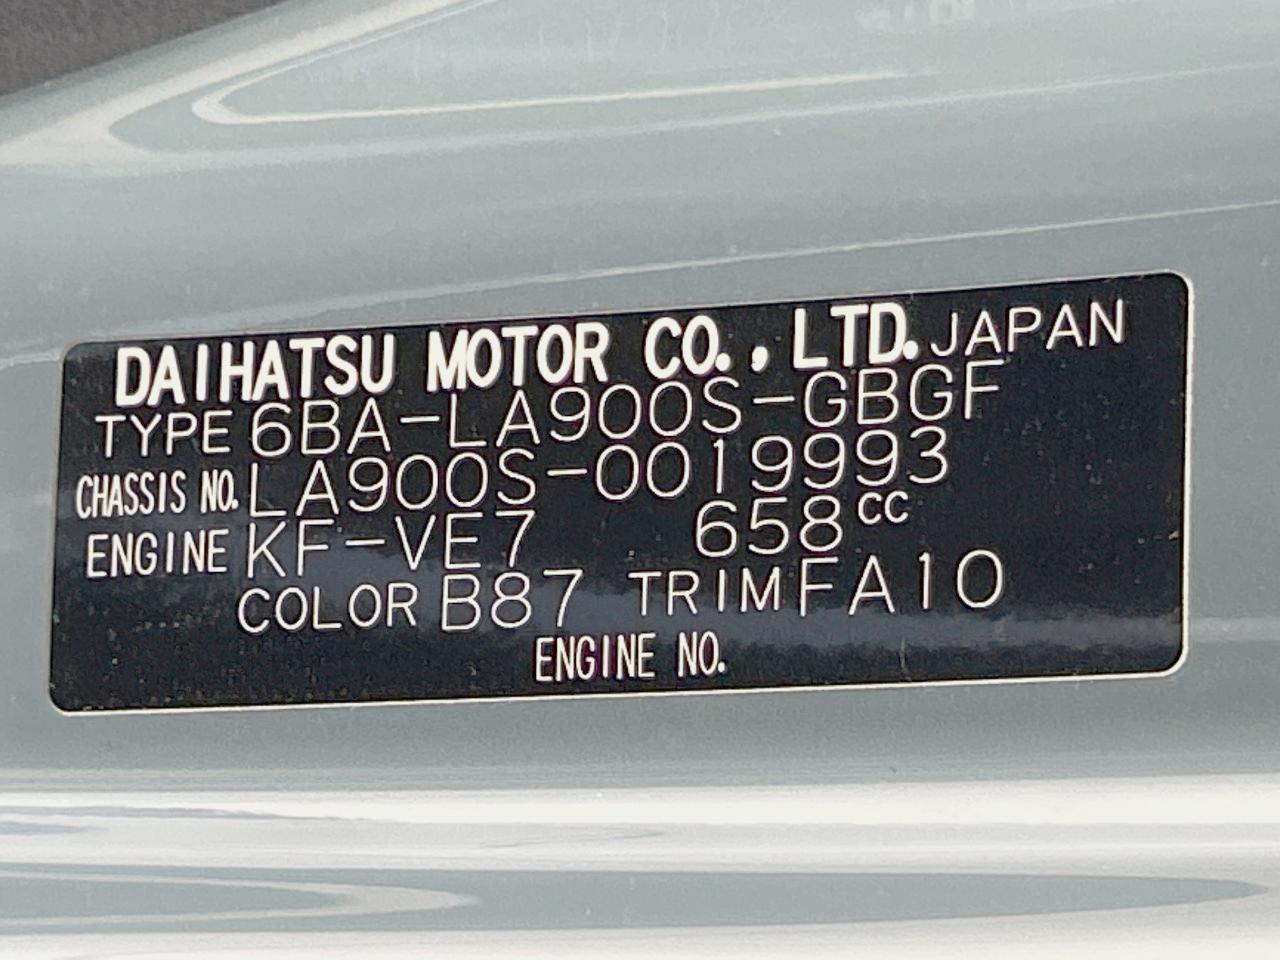 DAIHATSU MOTOR CO., LTD. JAPAN
TYPE 6BA-LA900S-GBGF
CHASSIS NO. LA900S-0019993
ENGINE KF-VE7 658cc
COLOR B87 TRIM FA10
ENGINE NO.